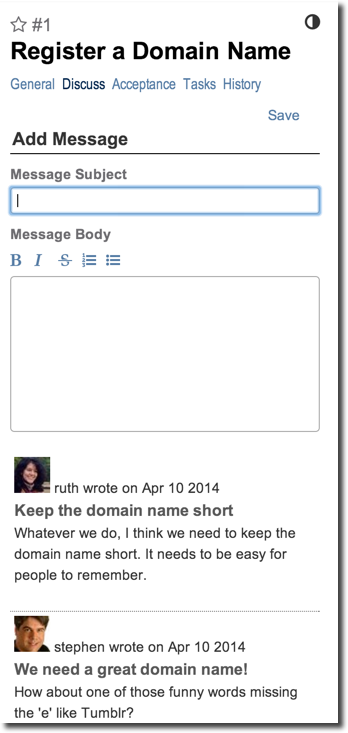 #1
Register a Domain Name
General Discuss Acceptance Tasks History
Save
Add Message
Message Subject
Message Body
B I S
ruth wrote on Apr 10 2014
Keep the domain name short
Whatever we do, I think we need to keep the
domain name short. It needs to be easy for
people to remember.
stephen wrote on Apr 10 2014
We need a great domain name!
How about one of those funny words missing
the 'e' like Tumblr?